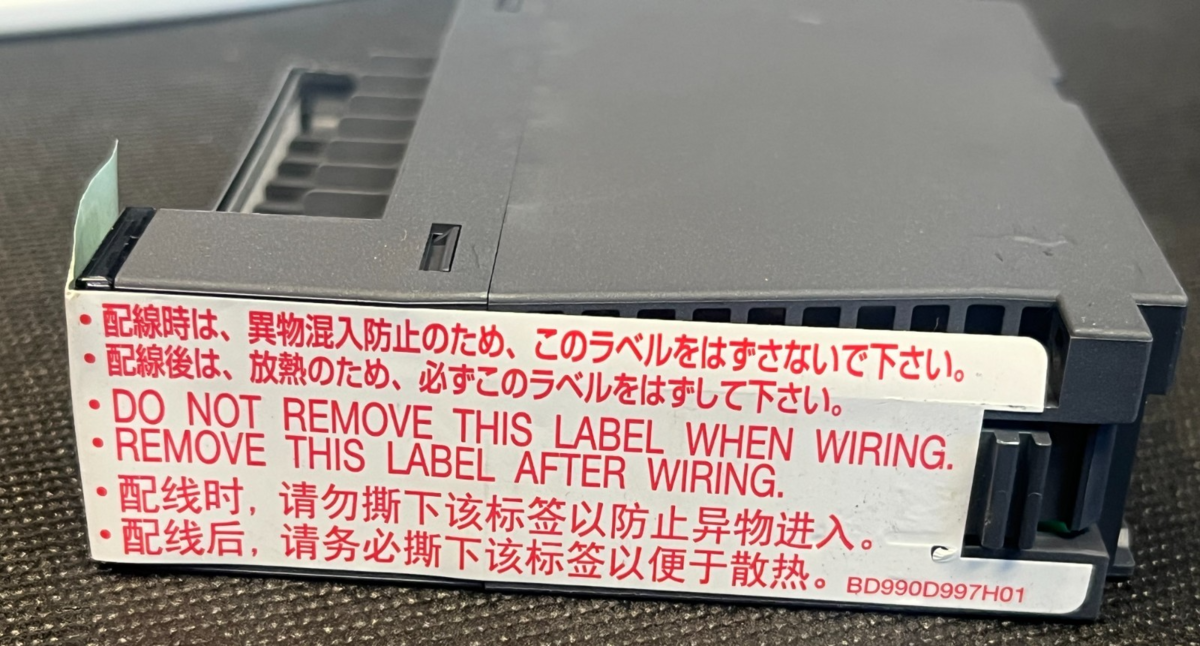 ・配線時は、異物混入防止のため、このラベルをはずさないで下さい。
・配線後は、放熱のため、必ずこのラベルをはずして下さい。
・DO NOT REMOVE THIS LABEL WHEN WIRING.
・REMOVE THIS LABEL AFTER WIRING.
・配线时，请勿撕下该标签以防止异物进入。
・配线后，请务必撕下该标签以便于散热。
BD990D997H01